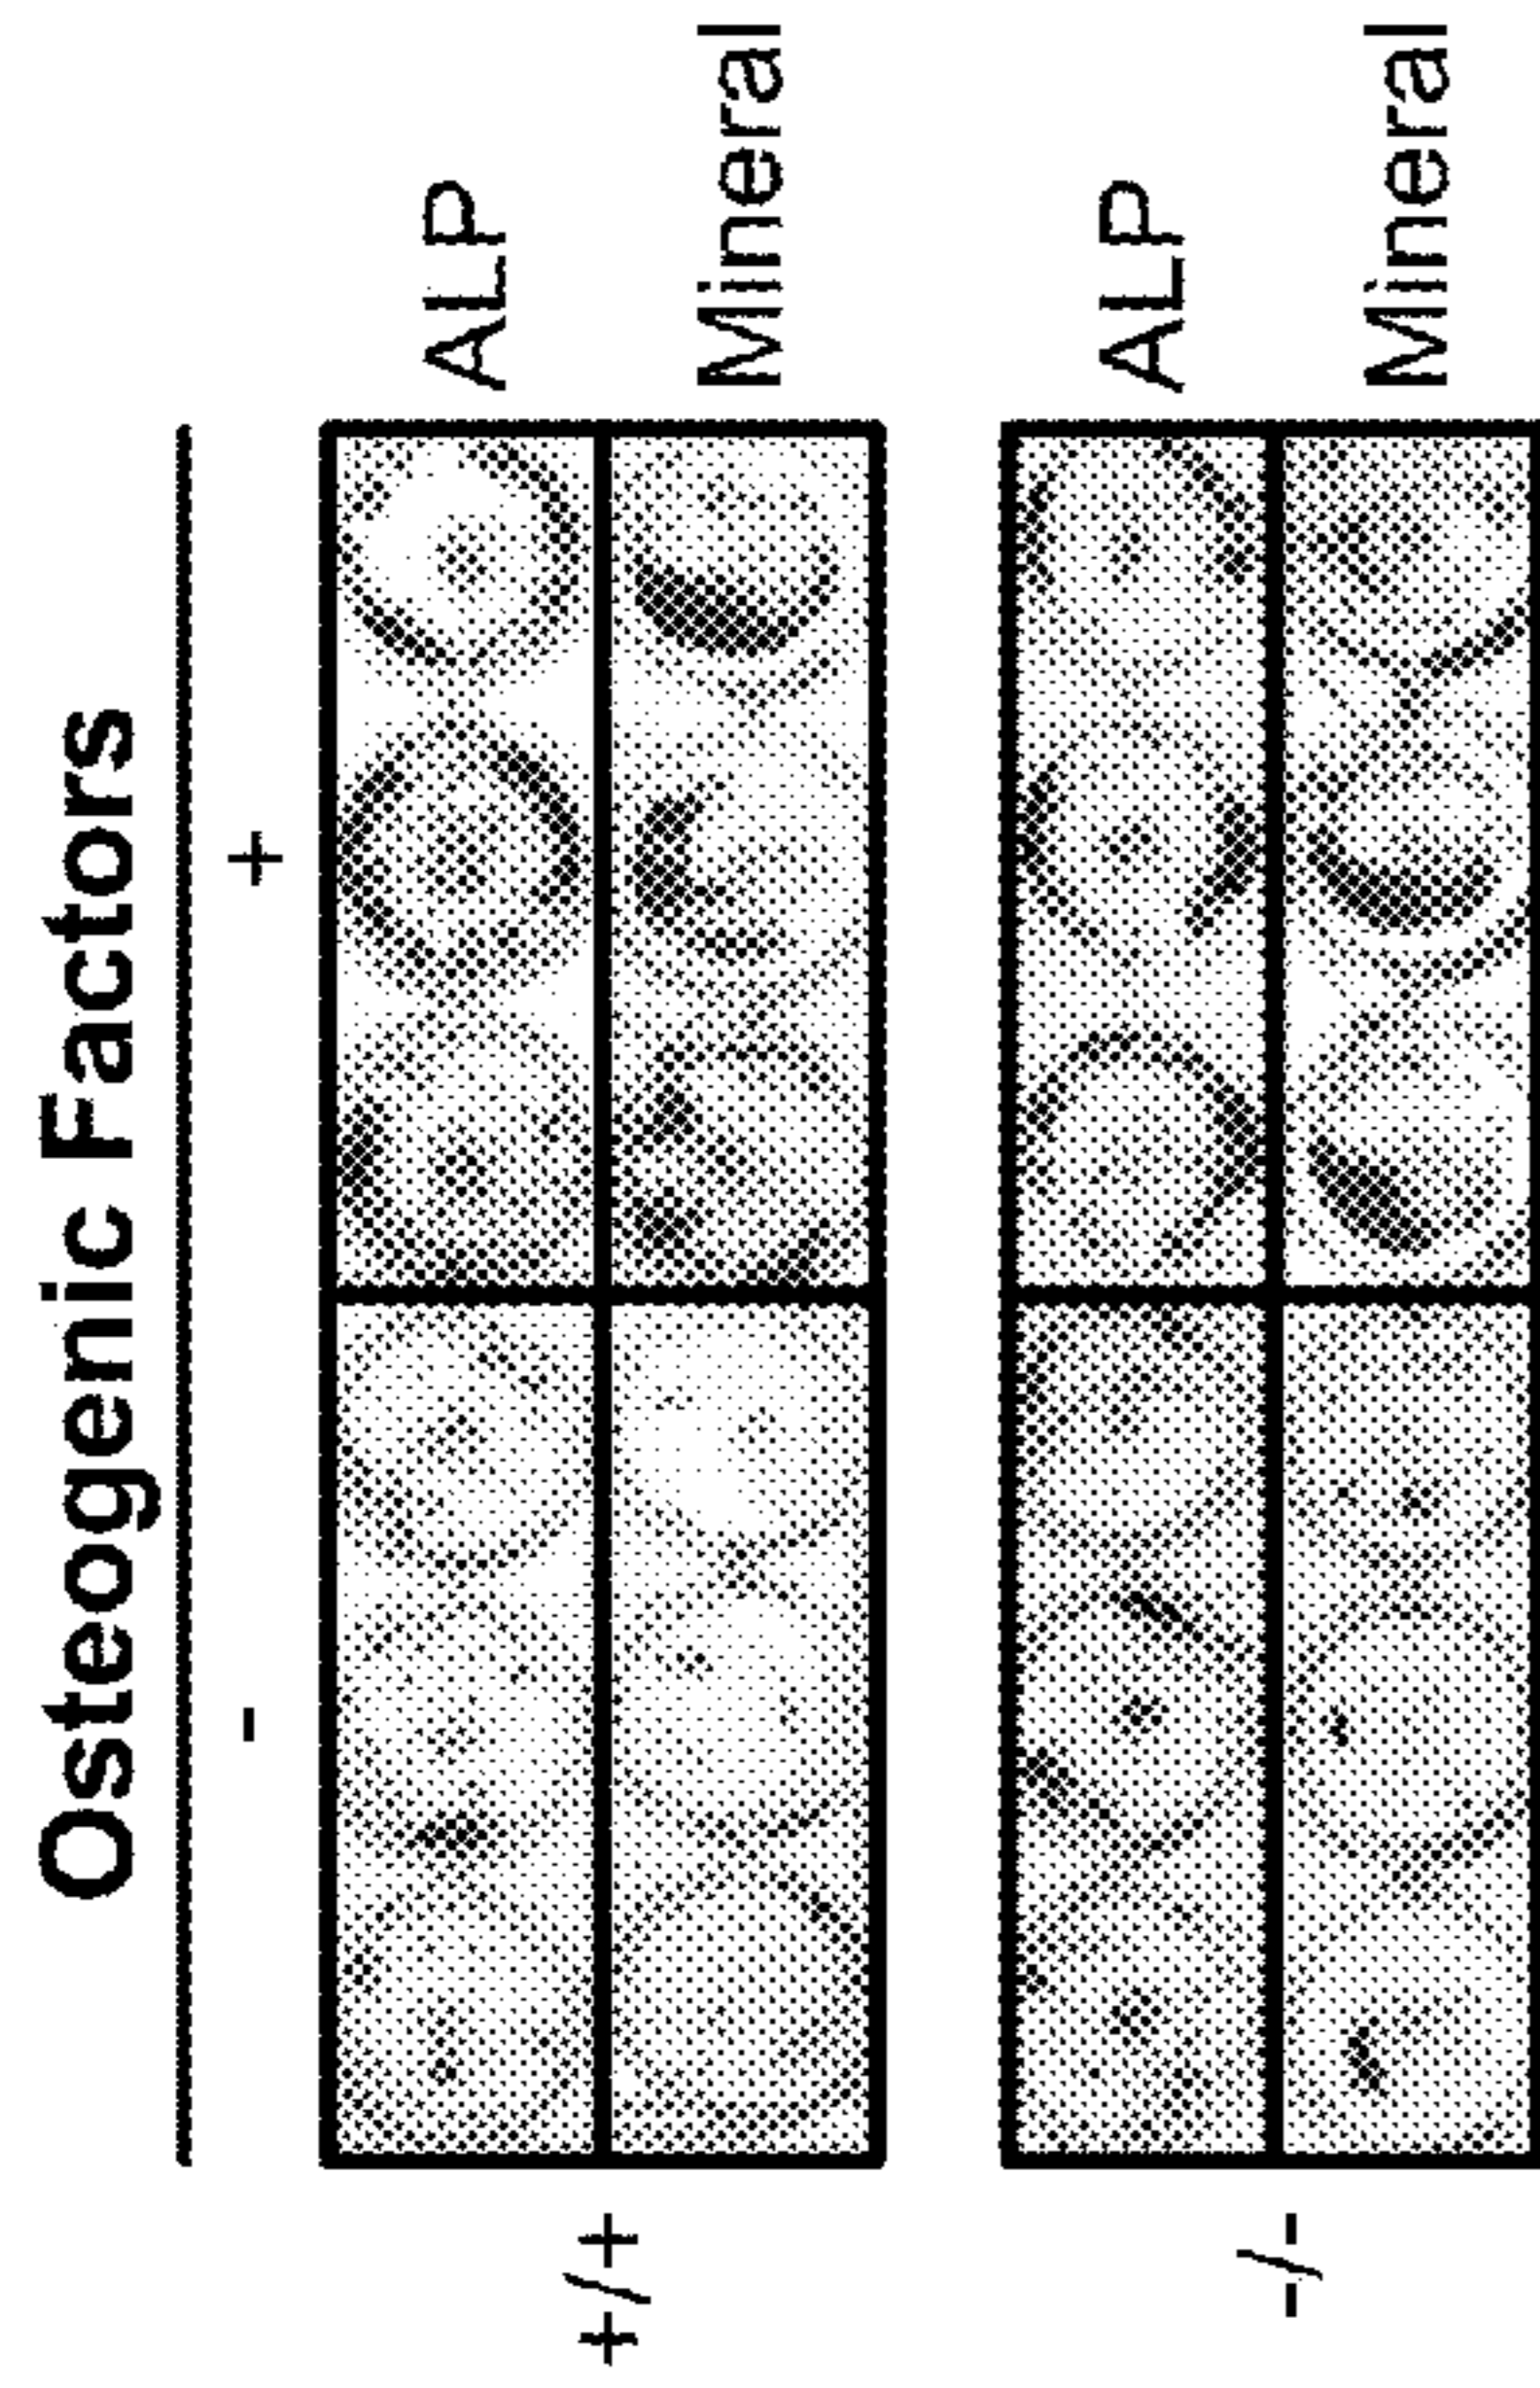 Osteogenic Factors
- +
+/+
ALP
Mineral
-/-
ALP
Mineral